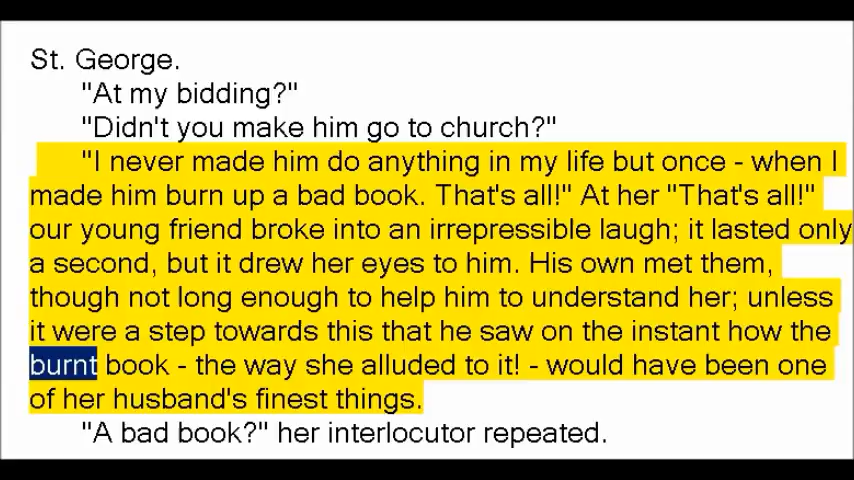 St. George.
"At my bidding?"
"Didn't you make him go to church?"
"I never made him do anything in my life but once - when I
made him burn up a bad book. That's all!" At her "That's all!"
our young friend broke into an irrepressible laugh; it lasted only
a second, but it drew her eyes to him. His own met them,
though not long enough to help him to understand her; unless
it were a step towards this that he saw on the instant how the
burnt book - the way she alluded to it! - would have been one
of her husband's finest things.
"A bad book?" her interlocutor repeated.